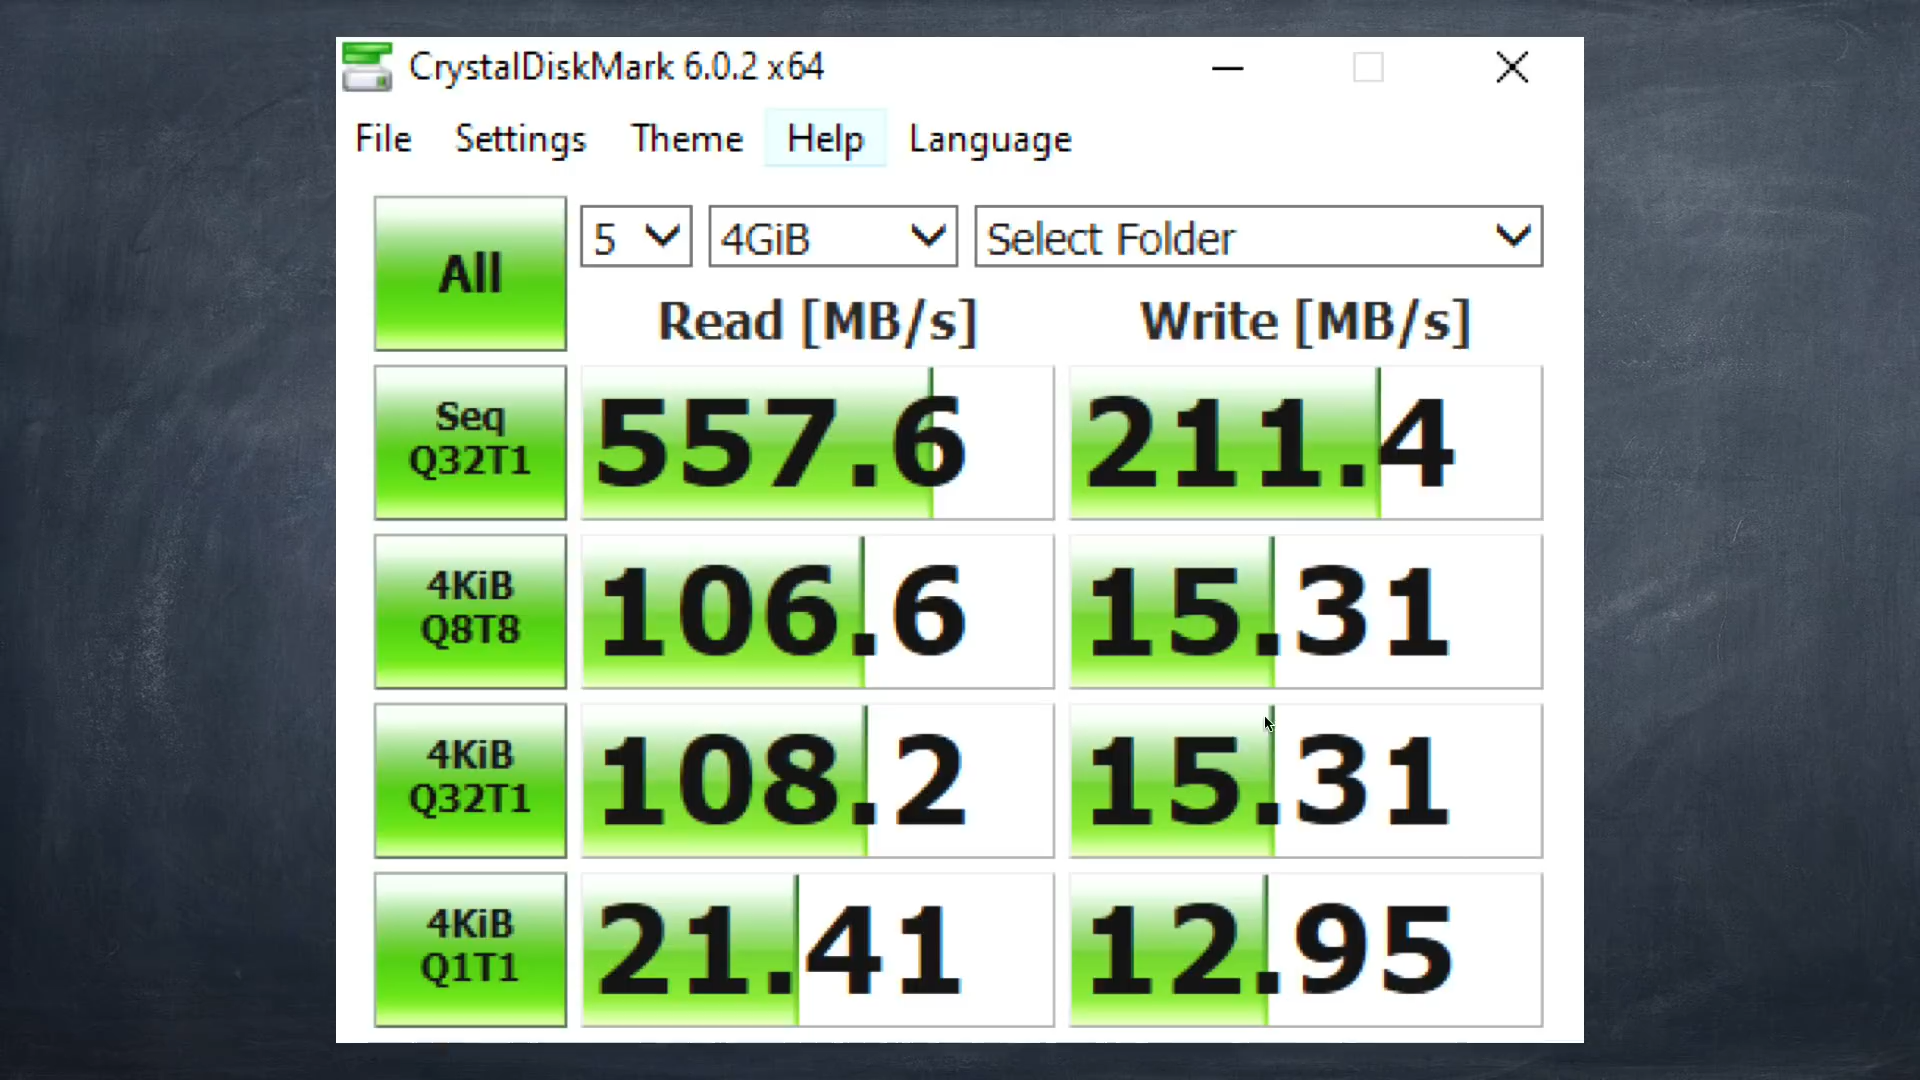 CrystalDiskMark 6.0.2 x64
File Settings Theme Help Language
All 5 4GiB Select Folder
Read [MB/s] Write [MB/s]
Seq
Q32T1
557.6 211.4
4KiB
Q8T8
106.6 15.31
4KiB
Q32T1
108.2 15.31
4KiB
Q1T1
21.41 12.95